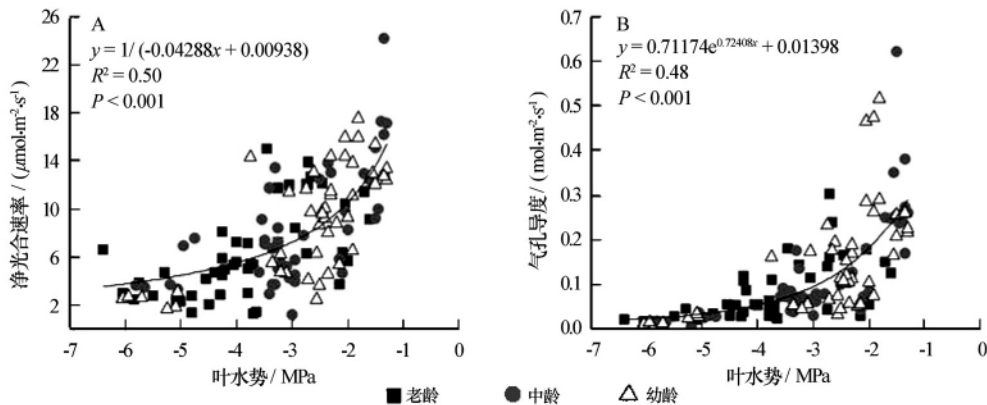 26
22
18
14
10
6
2
A
y = 1/ (-0.04288x + 0.00938)
R² = 0.50
P < 0.001
净光合速率 / (μmol·m⁻²·s⁻¹)
-7 -6 -5 -4 -3 -2 -1 0
叶水势 / MPa
0.7
0.6
0.5
0.4
0.3
0.2
0.1
0.0
B
y = 0.71174e^0.72408x + 0.01398
R² = 0.48
P < 0.001
气孔导度 / (mol·m⁻²·s⁻¹)
-7 -6 -5 -4 -3 -2 -1 0
叶水势 / MPa
老龄 中龄 幼龄